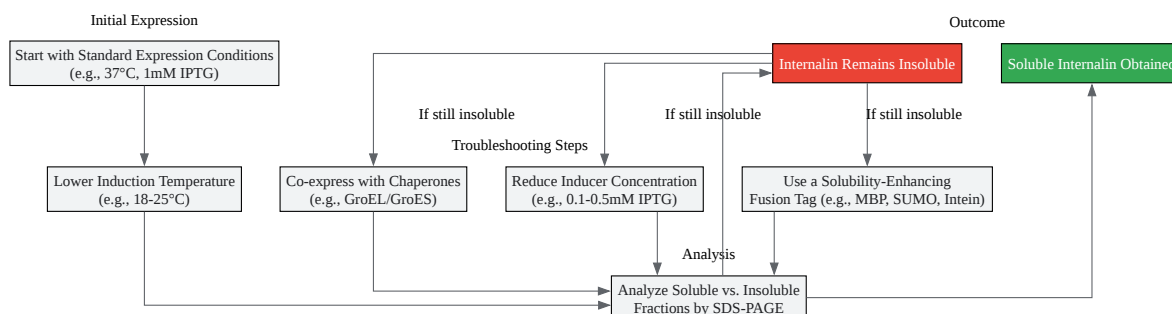 Initial Expression
Outcome
Start with Standard Expression Conditions
(e.g., 37°C, 1mM IPTG)
Internalin Remains Insoluble
Soluble Internalin Obtained
If still insoluble
If still insoluble
If still insoluble
Troubleshooting Steps
Lower Induction Temperature
(e.g., 18-25°C)
Co-express with Chaperones
(e.g., GroEL/GroES)
Reduce Inducer Concentration
(e.g., 0.1-0.5mM IPTG)
Use a Solubility-Enhancing
Fusion Tag (e.g., MBP, SUMO, Intein)
Analysis
Analyze Soluble vs. Insoluble
Fractions by SDS-PAGE